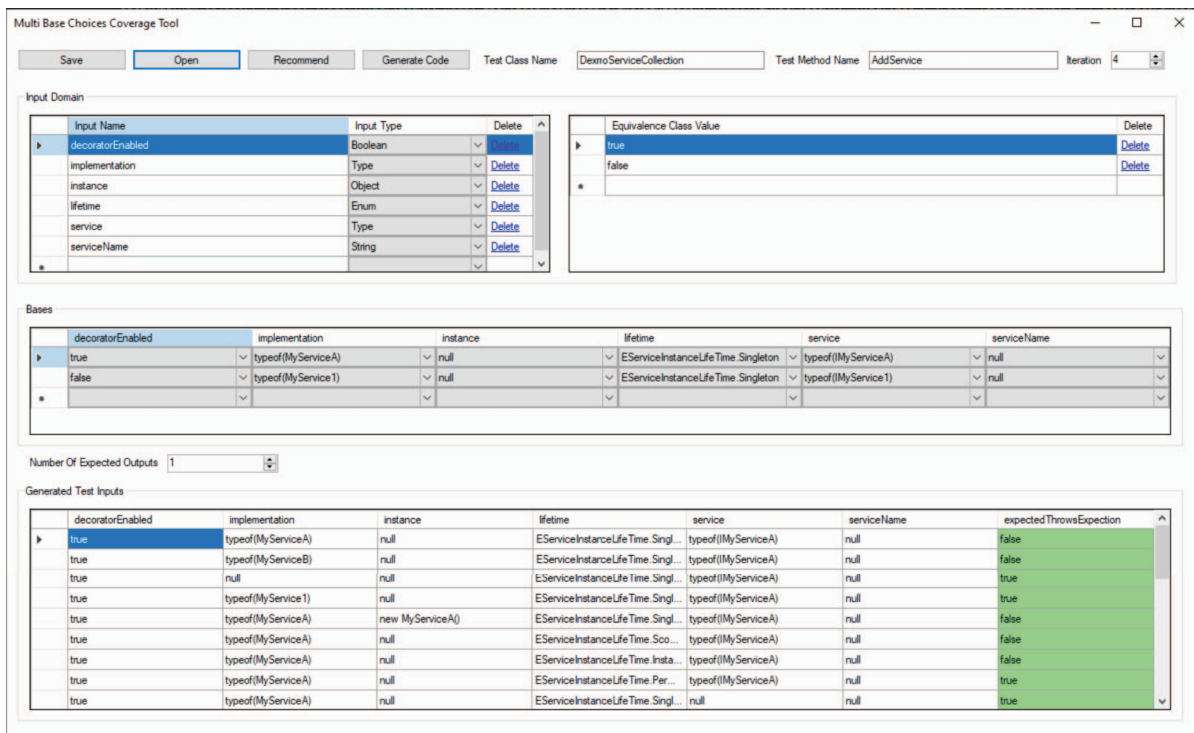 Multi Base Choices Coverage Tool
Save Open Recommend Generate Code Test Class Name DexmoServiceCollection Test Method Name AddService Iteration 4
Input Domain
Input Name Input Type Delete Equivalence Class Value Delete
decoratorEnabled Boolean Delete true Delete
implementation Type Delete false Delete
instance Object Delete
lifetime Enum Delete
service Type Delete
serviceName String Delete
Bases
decoratorEnabled implementation instance lifetime service serviceName
true typeof(MyServiceA) null EServiceInstanceLifeTime.Singleton typeof(IMyServiceA) null
false typeof(MyService1) null EServiceInstanceLifeTime.Singleton typeof(IMyService1) null
Number Of Expected Outputs 1
Generated Test Inputs
decoratorEnabled implementation instance lifetime service serviceName expectedThrowsExpection
true typeof(MyServiceA) null EServiceInstanceLifeTime.Singl... typeof(IMyServiceA) null false
true typeof(MyServiceB) null EServiceInstanceLifeTime.Singl... typeof(IMyServiceA) null false
true null null EServiceInstanceLifeTime.Singl... typeof(IMyServiceA) null true
true typeof(MyService1) null EServiceInstanceLifeTime.Singl... typeof(IMyServiceA) null true
true typeof(MyServiceA) new MyServiceA() EServiceInstanceLifeTime.Singl... typeof(IMyServiceA) null false
true typeof(MyServiceA) null EServiceInstanceLifeTime.Sco... typeof(IMyServiceA) null false
true typeof(MyServiceA) null EServiceInstanceLifeTime.Insta... typeof(IMyServiceA) null false
true typeof(MyServiceA) null EServiceInstanceLifeTime.Per... typeof(IMyServiceA) null true
true typeof(MyServiceA) null EServiceInstanceLifeTime.Singl... null null true